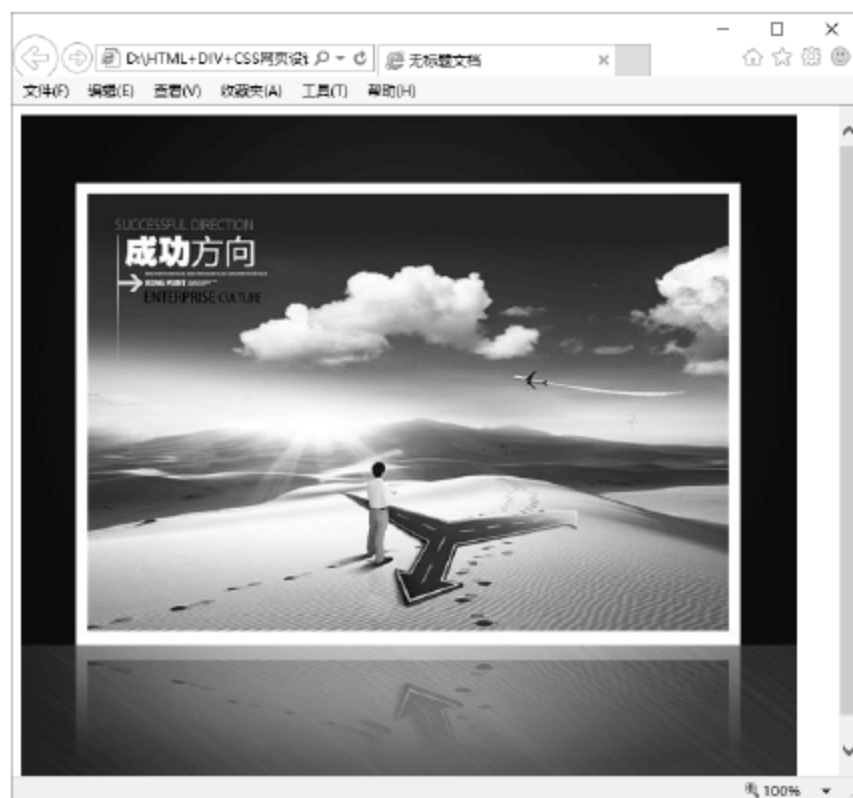 D:\HTML+DIV+CSS网页设
无标题文档
文件(F) 编辑(E) 查看(V) 收藏夹(A) 工具(T) 帮助(H)
SUCCESSFUL DIRECTION
成功方向
ENTERPRISE CULTURE
100%